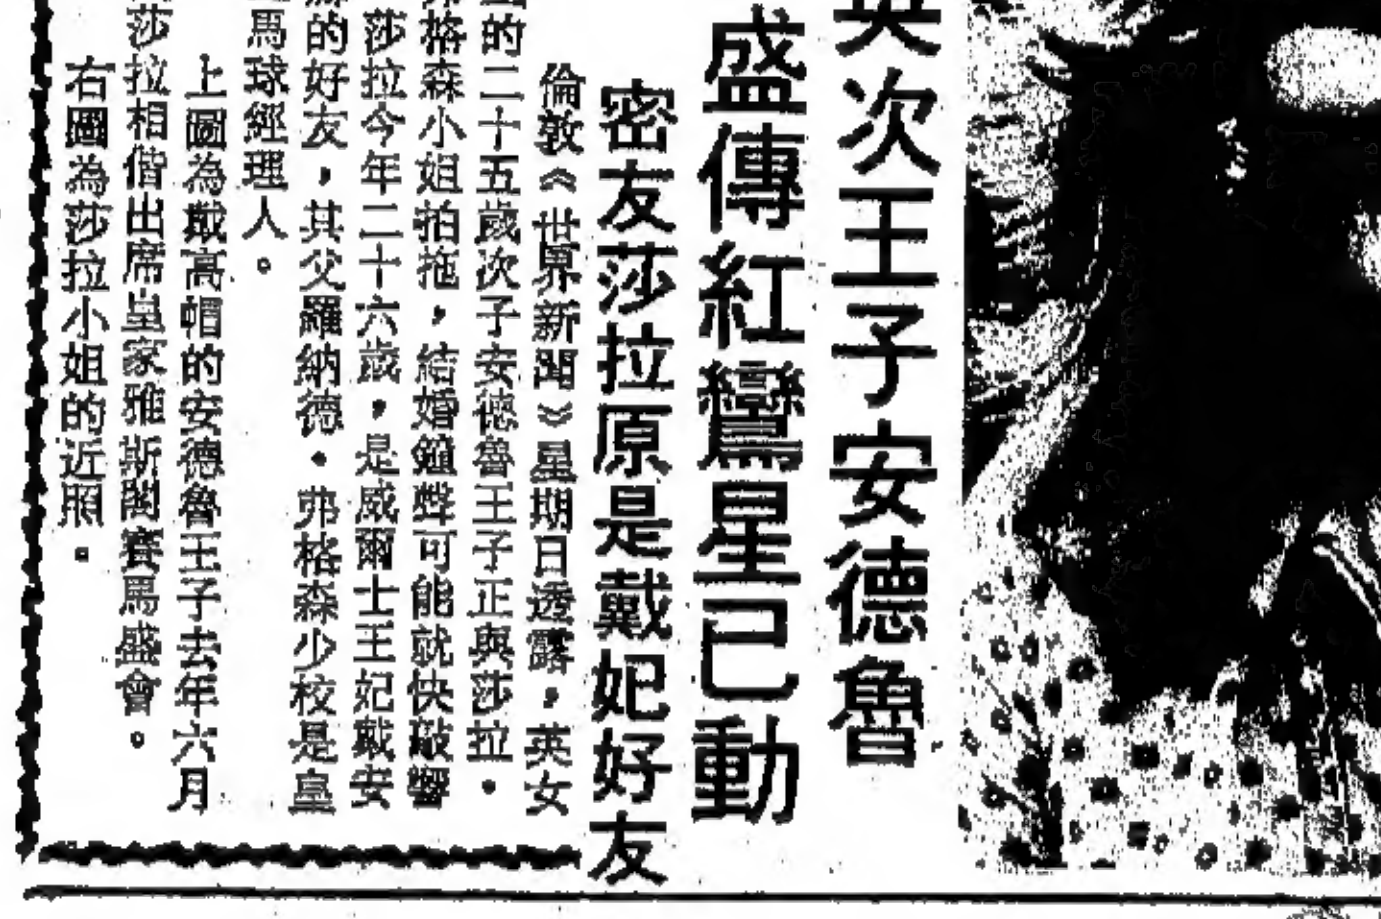 英次王子安德魯
盛傳紅鸞星已動
密友莎拉原是戴妃好友
倫敦《世界新聞》星期日透露，英女
的二十五歲次子安德魯王子正與莎拉·
弗格森小姐拍拖，結婚鐘聲可能就快敲響
莎拉今年二十六歲，是威爾士王妃戴安
娜的好友，其父羅納德·弗格森少校是皇
馬球經理人。
上圖為戴高帽的安德魯王子去年六月
莎拉相偕出席皇家雅斯閣賽馬盛會。
右圖為莎拉小姐的近照。